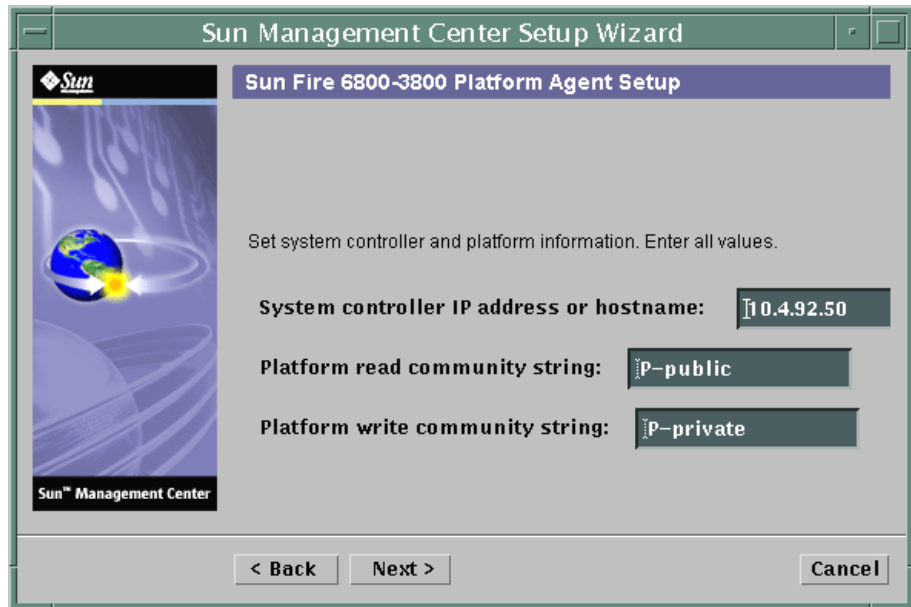 Sun Management Center Setup Wizard
Sun
Sun Fire 6800-3800 Platform Agent Setup
Set system controller and platform information. Enter all values.
System controller IP address or hostname: 10.4.92.50
Platform read community string: P-public
Platform write community string: P-private
Sun™ Management Center
< Back Next > Cancel